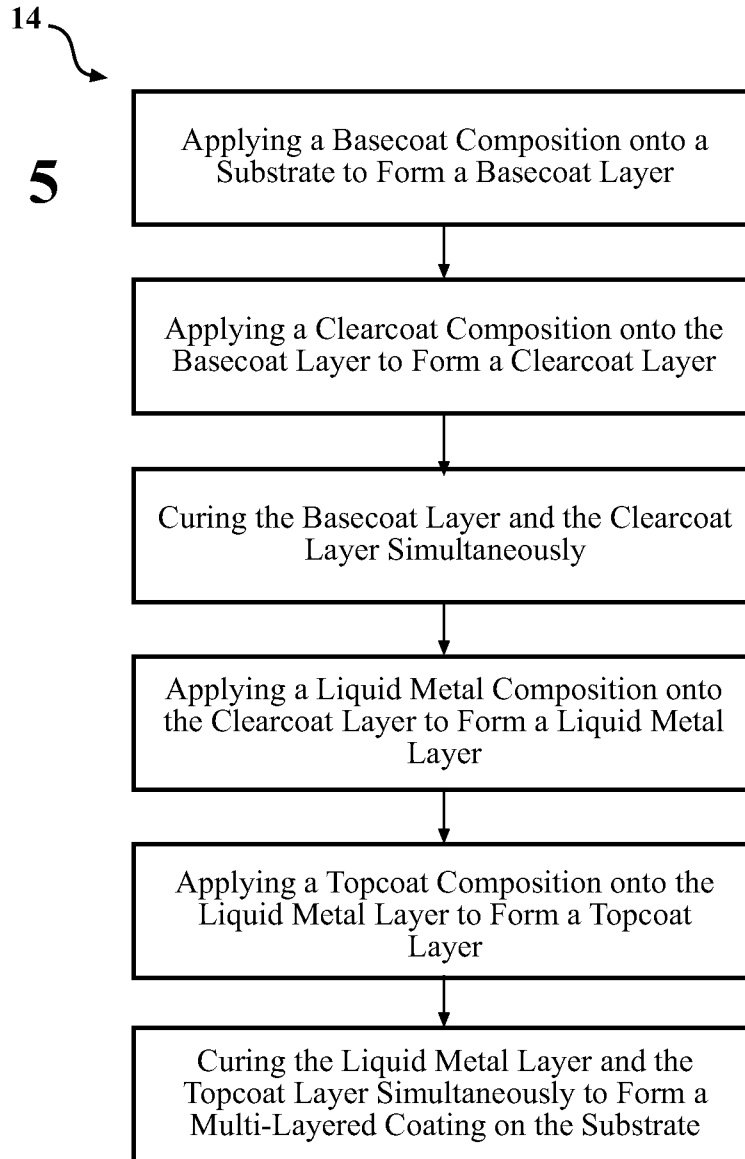 14
5
Applying a Basecoat Composition onto a
Substrate to Form a Basecoat Layer
Applying a Clearcoat Composition onto the
Basecoat Layer to Form a Clearcoat Layer
Curing the Basecoat Layer and the Clearcoat
Layer Simultaneously
Applying a Liquid Metal Composition onto
the Clearcoat Layer to Form a Liquid Metal
Layer
Applying a Topcoat Composition onto the
Liquid Metal Layer to Form a Topcoat
Layer
Curing the Liquid Metal Layer and the
Topcoat Layer Simultaneously to Form a
Multi-Layered Coating on the Substrate